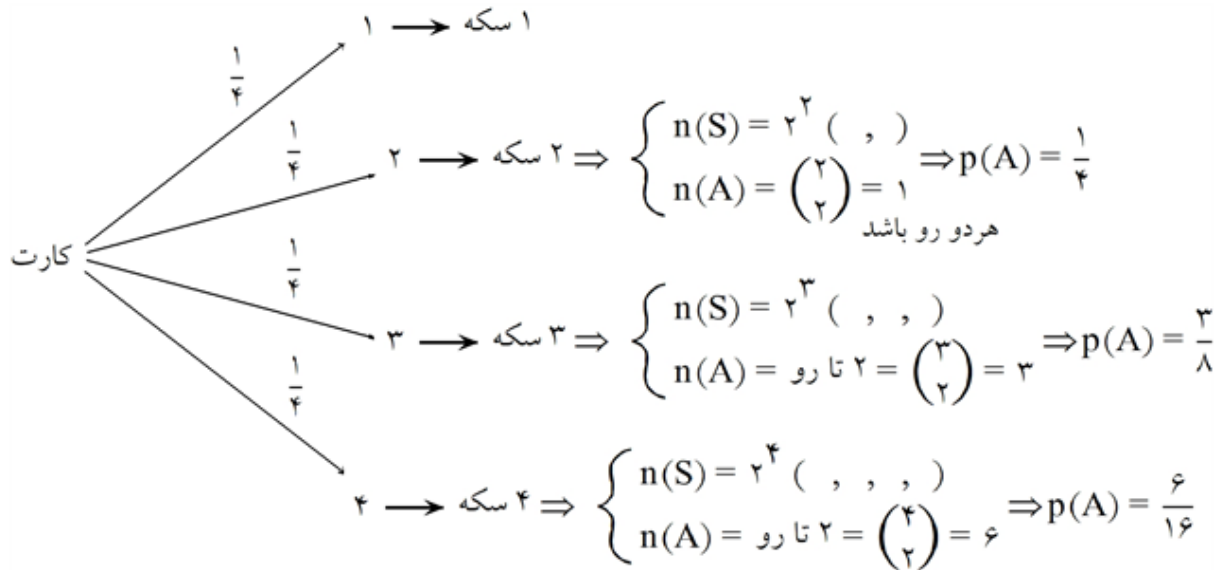 ۱ ⟶ سکه ۱
۱/۴
۱/۴
۲ ⟶ سکه ۲ ⇒ { n(S) = ۲^۲ ( , )
n(A) = (۲ ۲) = ۱ ⇒ p(A) = ۱/۴
هردو رو باشد
کارت
۱/۴
۳ ⟶ سکه ۳ ⇒ { n(S) = ۲^۳ ( , , )
n(A) = ۲ تا رو = (۳ ۲) = ۳ ⇒ p(A) = ۳/۸
۱/۴
۴ ⟶ سکه ۴ ⇒ { n(S) = ۲^۴ ( , , , )
n(A) = ۲ تا رو = (۴ ۲) = ۶ ⇒ p(A) = ۶/۱۶